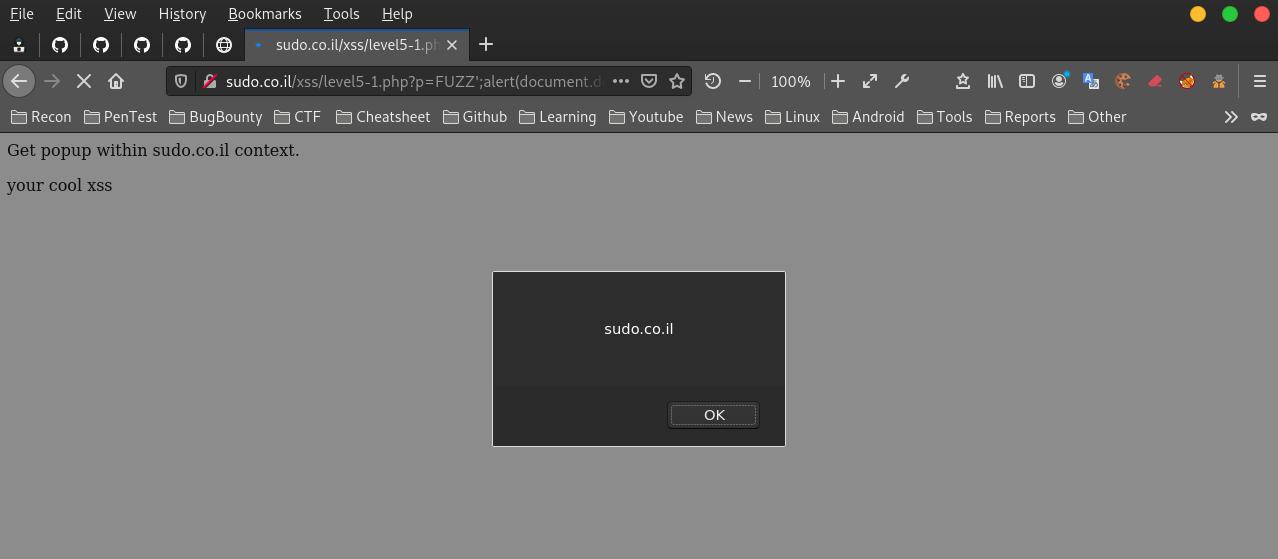 File Edit View History Bookmarks Tools Help
sudo.co.il/xss/level5-1.ph
sudo.co.il/xss/level5-1.php?p=FUZZ';alert(document.d 100%
Recon PenTest BugBounty CTF Cheatsheet Github Learning Youtube News Linux Android Tools Reports Other
Get popup within sudo.co.il context.
your cool xss
sudo.co.il
OK